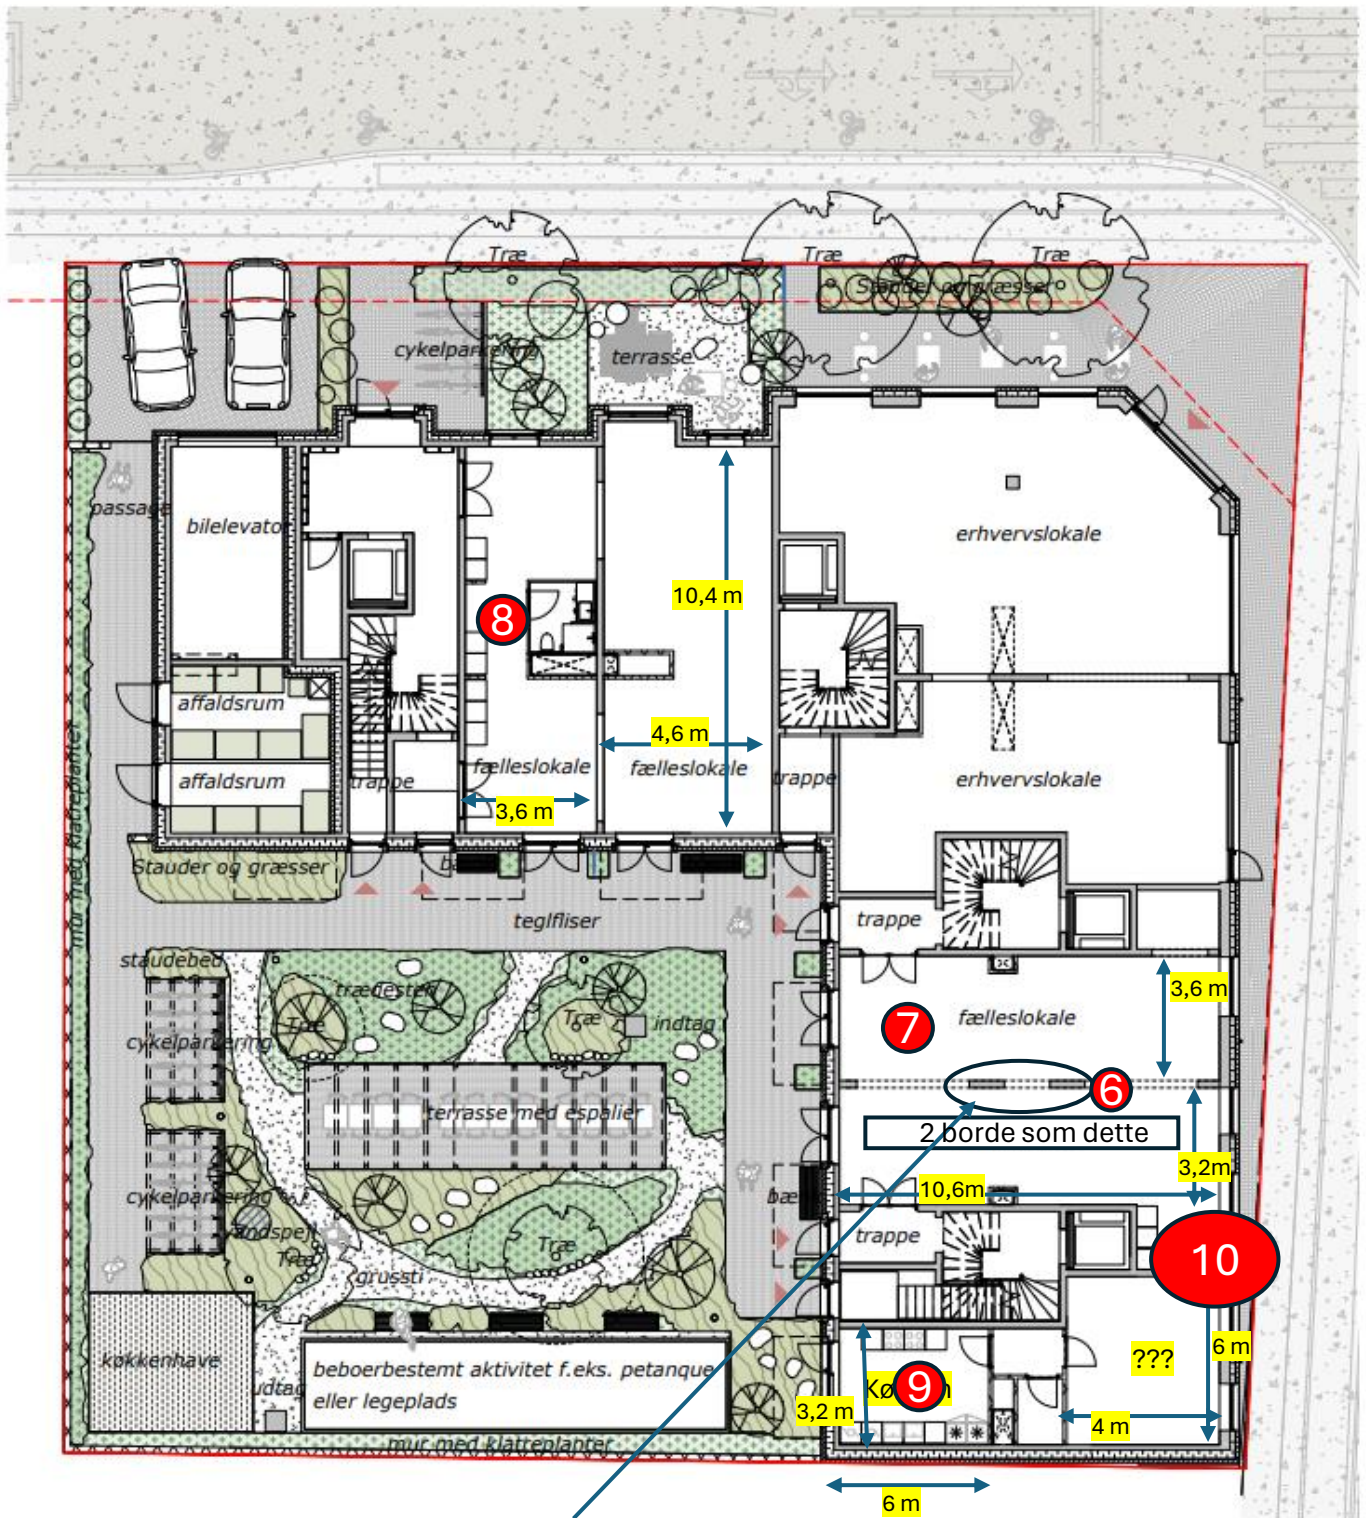 Træ
Træ
Træ
Stauder og græsser
cykelparkering
terrasse
passage
bilelevator
erhvervslokale
10,4 m
8
affaldsrum
4,6 m
fælleslokale
fælleslokale
trappe
trappe
erhvervslokale
affaldsrum
3,6 m
mur med klatreplanter
Stauder og græsser
teglfliser
trappe
staudebed
trædesten
3,6 m
Træ
Træ
indtag
7
fælleslokale
cykelparkering
6
terrasse med espalier
2 borde som dette
3,2m
cykelparkering
bænk
10,6m
Vandspejl
Træ
trappe
Træ
10
grussti
køkkenhave
beboerbestemt aktivitet f.eks. petanque
eller legeplads
???
6 m
9
udtag
3,2 m
4 m
mur med klatreplanter
6 m